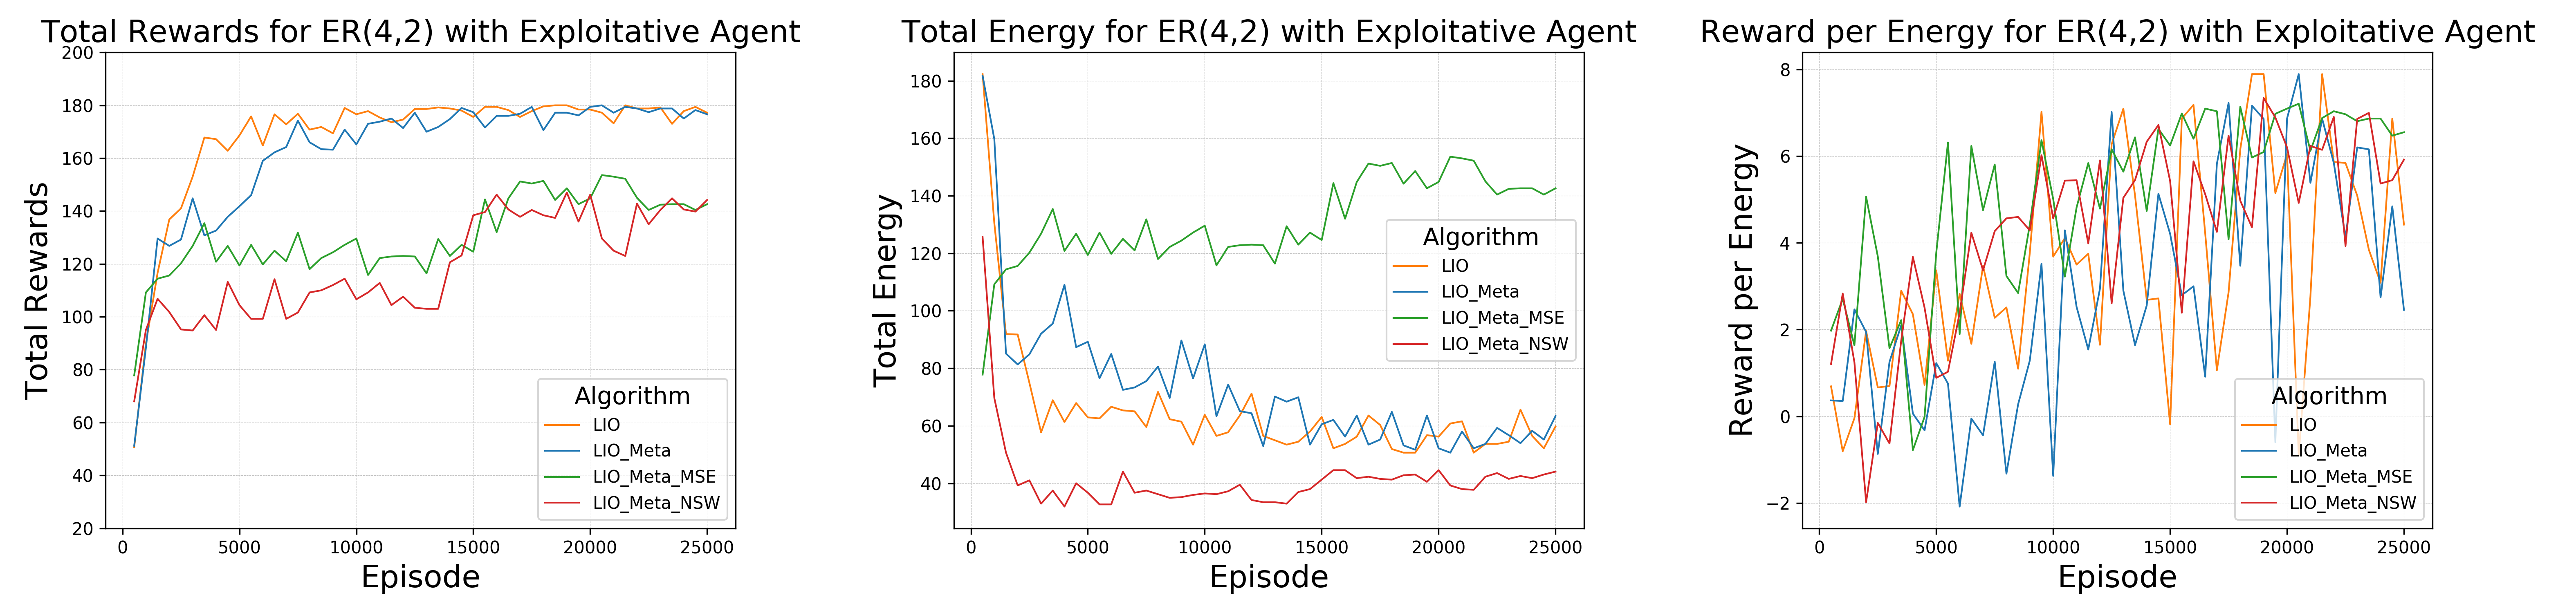 Total Rewards for ER(4,2) with Exploitative Agent
200
180
160
140
120
100
80
60
40
20
Total Rewards
0 5000 10000 15000 20000 25000
Episode
Algorithm
LIO
LIO_Meta
LIO_Meta_MSE
LIO_Meta_NSW
Total Energy for ER(4,2) with Exploitative Agent
180
160
140
120
100
80
60
40
Total Energy
0 5000 10000 15000 20000 25000
Episode
Algorithm
LIO
LIO_Meta
LIO_Meta_MSE
LIO_Meta_NSW
Reward per Energy for ER(4,2) with Exploitative Agent
8
6
4
2
0
−2
Reward per Energy
0 5000 10000 15000 20000 25000
Episode
Algorithm
LIO
LIO_Meta
LIO_Meta_MSE
LIO_Meta_NSW